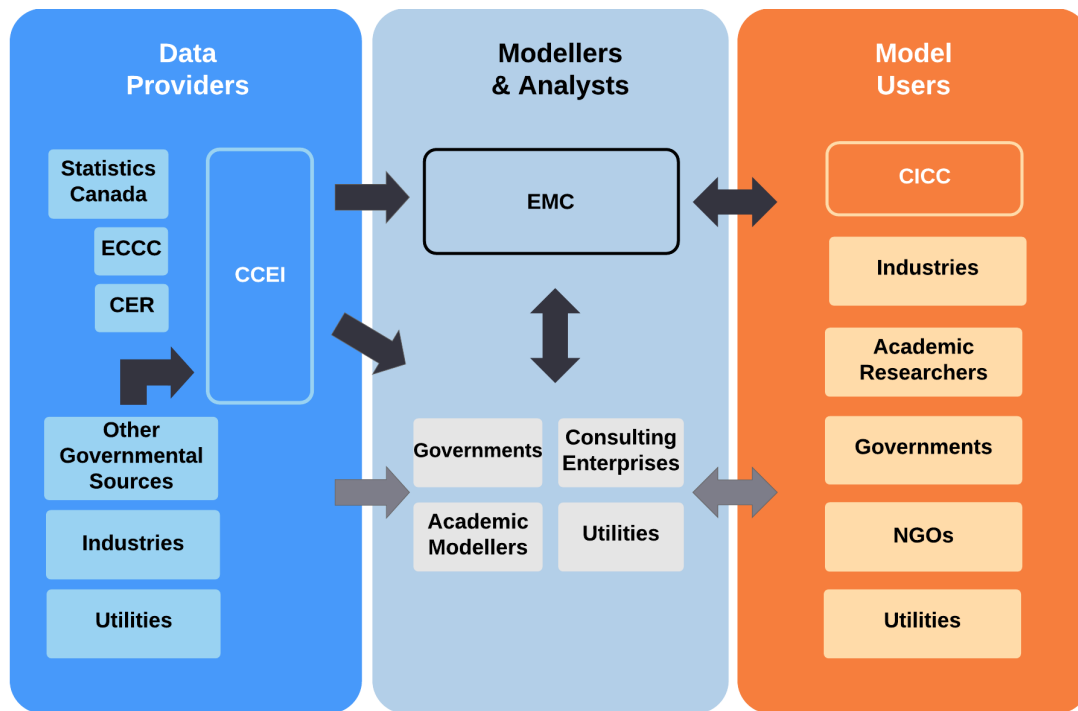 Data
Providers
Statistics
Canada
ECCC
CER
CCEI
Other
Governmental
Sources
Industries
Utilities
Modellers
& Analysts
EMC
Governments
Consulting
Enterprises
Academic
Modellers
Utilities
Model
Users
CICC
Industries
Academic
Researchers
Governments
NGOs
Utilities